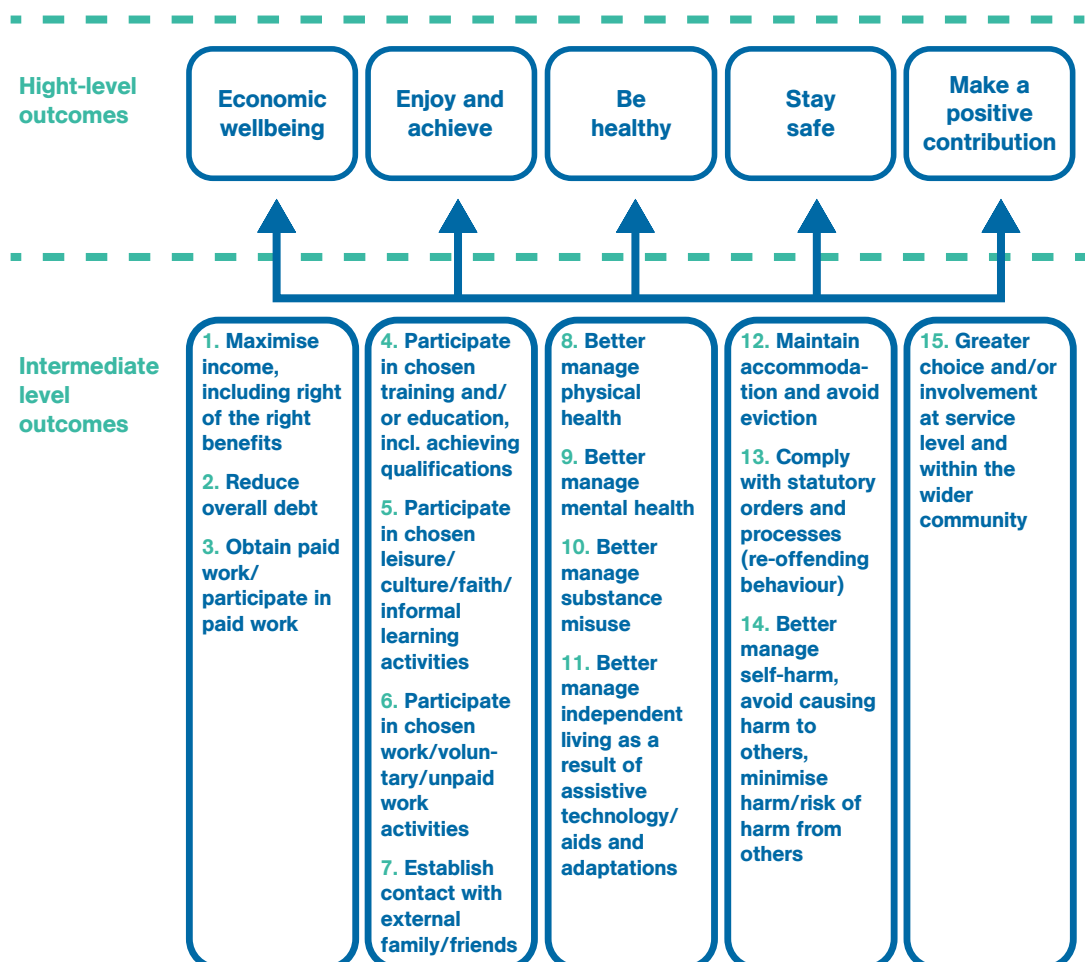 Hight-level
outcomes
Economic
wellbeing
Enjoy and
achieve
Be
healthy
Stay
safe
Make a
positive
contribution
Intermediate
level
outcomes
1. Maximise
income,
including right
of the right
benefits
2. Reduce
overall debt
3. Obtain paid
work/
participate in
paid work
4. Participate
in chosen
training and/
or education,
incl. achieving
qualifications
5. Participate
in chosen
leisure/
culture/faith/
informal
learning
activities
6. Participate
in chosen
work/volun-
tary/unpaid
work
activities
7. Establish
contact with
external
family/friends
8. Better
manage
physical
health
9. Better
manage
mental health
10. Better
manage
substance
misuse
11. Better
manage
independent
living as a
result of
assistive
technology/
aids and
adaptations
12. Maintain
accommoda-
tion and avoid
eviction
13. Comply
with statutory
orders and
processes
(re-offending
behaviour)
14. Better
manage
self-harm,
avoid causing
harm to
others,
minimise
harm/risk of
harm from
others
15. Greater
choice and/or
involvement
at service
level and
within the
wider
community